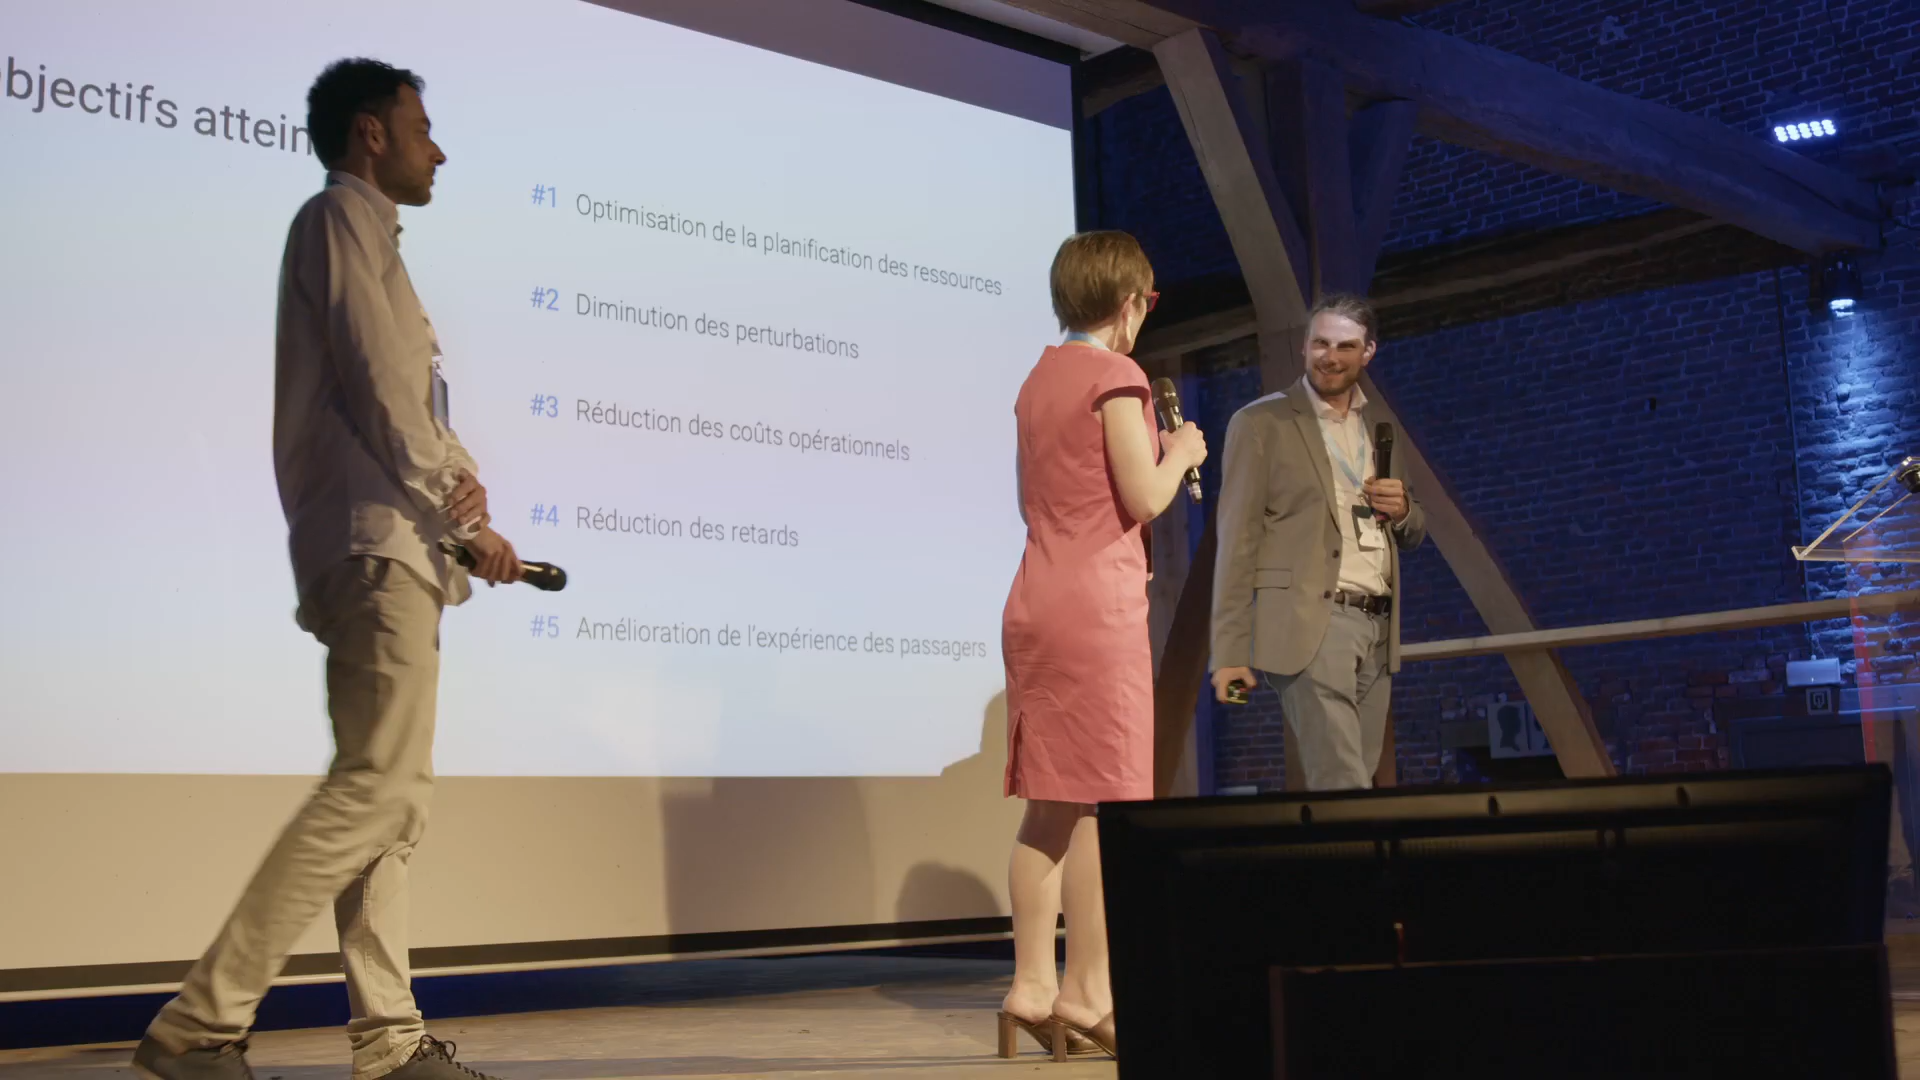 bjectifs attein
#1 Optimisation de la planification des ressources
#2 Diminution des perturbations
#3 Réduction des coûts opérationnels
#4 Réduction des retards
#5 Amélioration de l'expérience des passagers